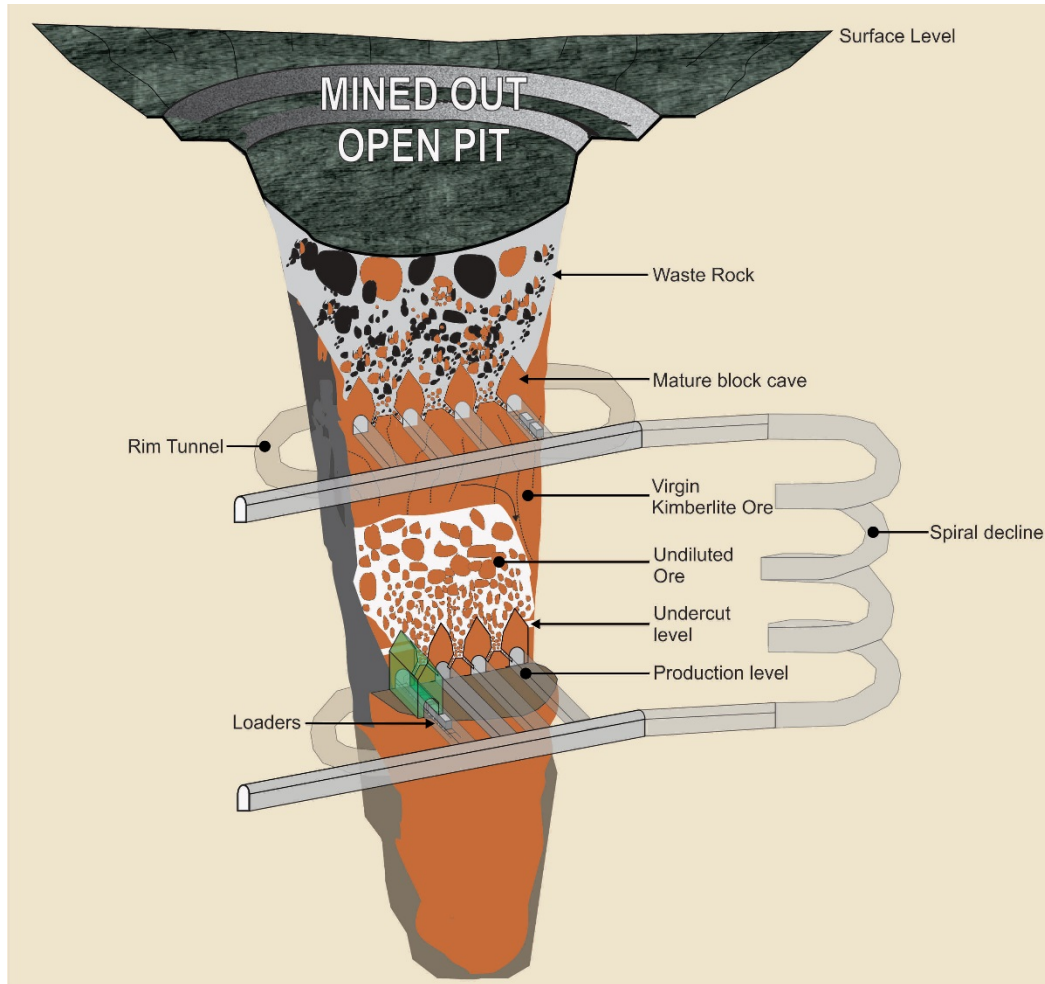 Surface Level
MINED OUT
OPEN PIT
Waste Rock
Mature block cave
Rim Tunnel
Virgin
Kimberlite Ore
Spiral decline
Undiluted
Ore
Undercut
level
Production level
Loaders